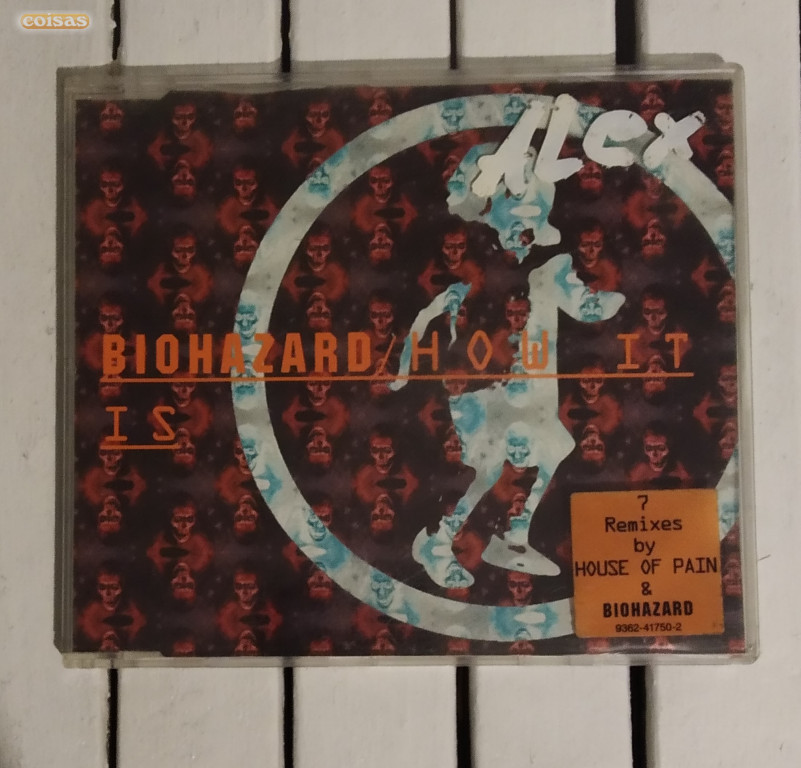 coisas
ALex
BIOHAZARD/HOW IT
IS
7
Remixes
by
HOUSE OF PAIN
&
BIOHAZARD
9362-41750-2